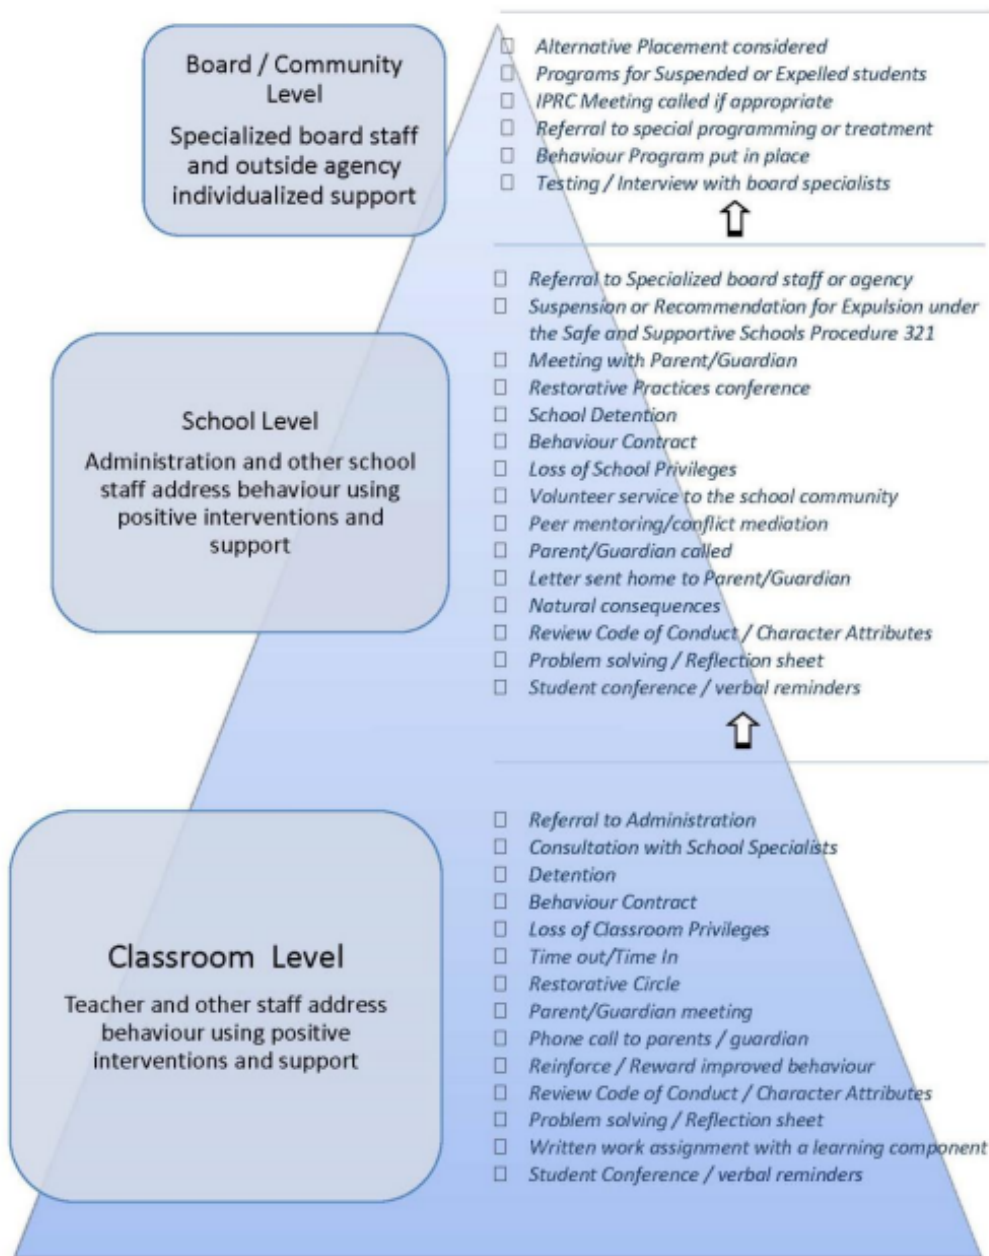 Board / Community
Level
Specialized board staff
and outside agency
individualized support
☐ Alternative Placement considered
☐ Programs for Suspended or Expelled students
☐ IPRC Meeting called if appropriate
☐ Referral to special programming or treatment
☐ Behaviour Program put in place
☐ Testing / Interview with board specialists
School Level
Administration and other school
staff address behaviour using
positive interventions and
support
☐ Referral to Specialized board staff or agency
☐ Suspension or Recommendation for Expulsion under
the Safe and Supportive Schools Procedure 321
☐ Meeting with Parent/Guardian
☐ Restorative Practices conference
☐ School Detention
☐ Behaviour Contract
☐ Loss of School Privileges
☐ Volunteer service to the school community
☐ Peer mentoring/conflict mediation
☐ Parent/Guardian called
☐ Letter sent home to Parent/Guardian
☐ Natural consequences
☐ Review Code of Conduct / Character Attributes
☐ Problem solving / Reflection sheet
☐ Student conference / verbal reminders
Classroom Level
Teacher and other staff address
behaviour using positive
interventions and support
☐ Referral to Administration
☐ Consultation with School Specialists
☐ Detention
☐ Behaviour Contract
☐ Loss of Classroom Privileges
☐ Time out/Time In
☐ Restorative Circle
☐ Parent/Guardian meeting
☐ Phone call to parents / guardian
☐ Reinforce / Reward improved behaviour
☐ Review Code of Conduct / Character Attributes
☐ Problem solving / Reflection sheet
☐ Written work assignment with a learning component
☐ Student Conference / verbal reminders